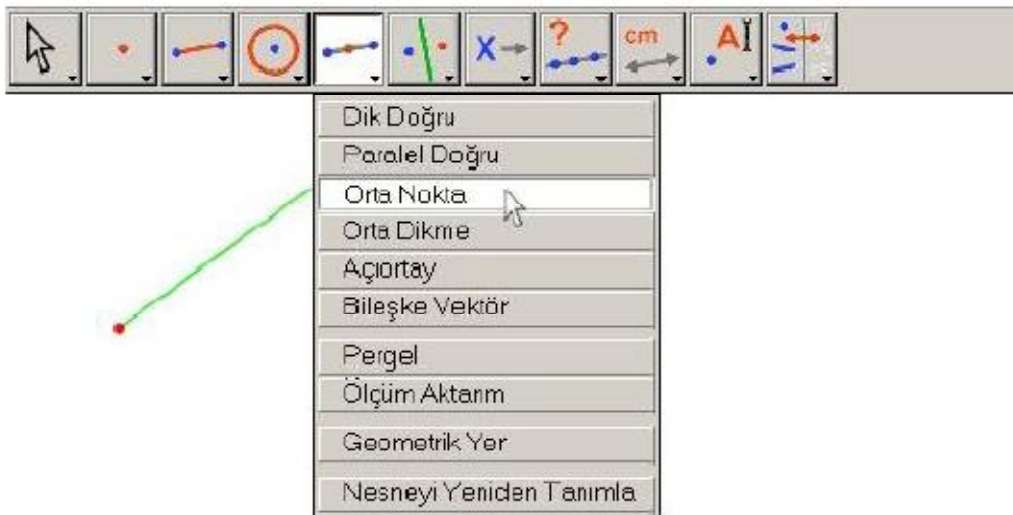 X
?
cm
A
Dik Doğru
Paralel Doğru
Orta Nokta
Orta Dikme
Açıortay
Bileşke Vektör
Pergel
Ölçüm Aktarım
Geometrik Yer
Nesneyi Yeniden Tanımla